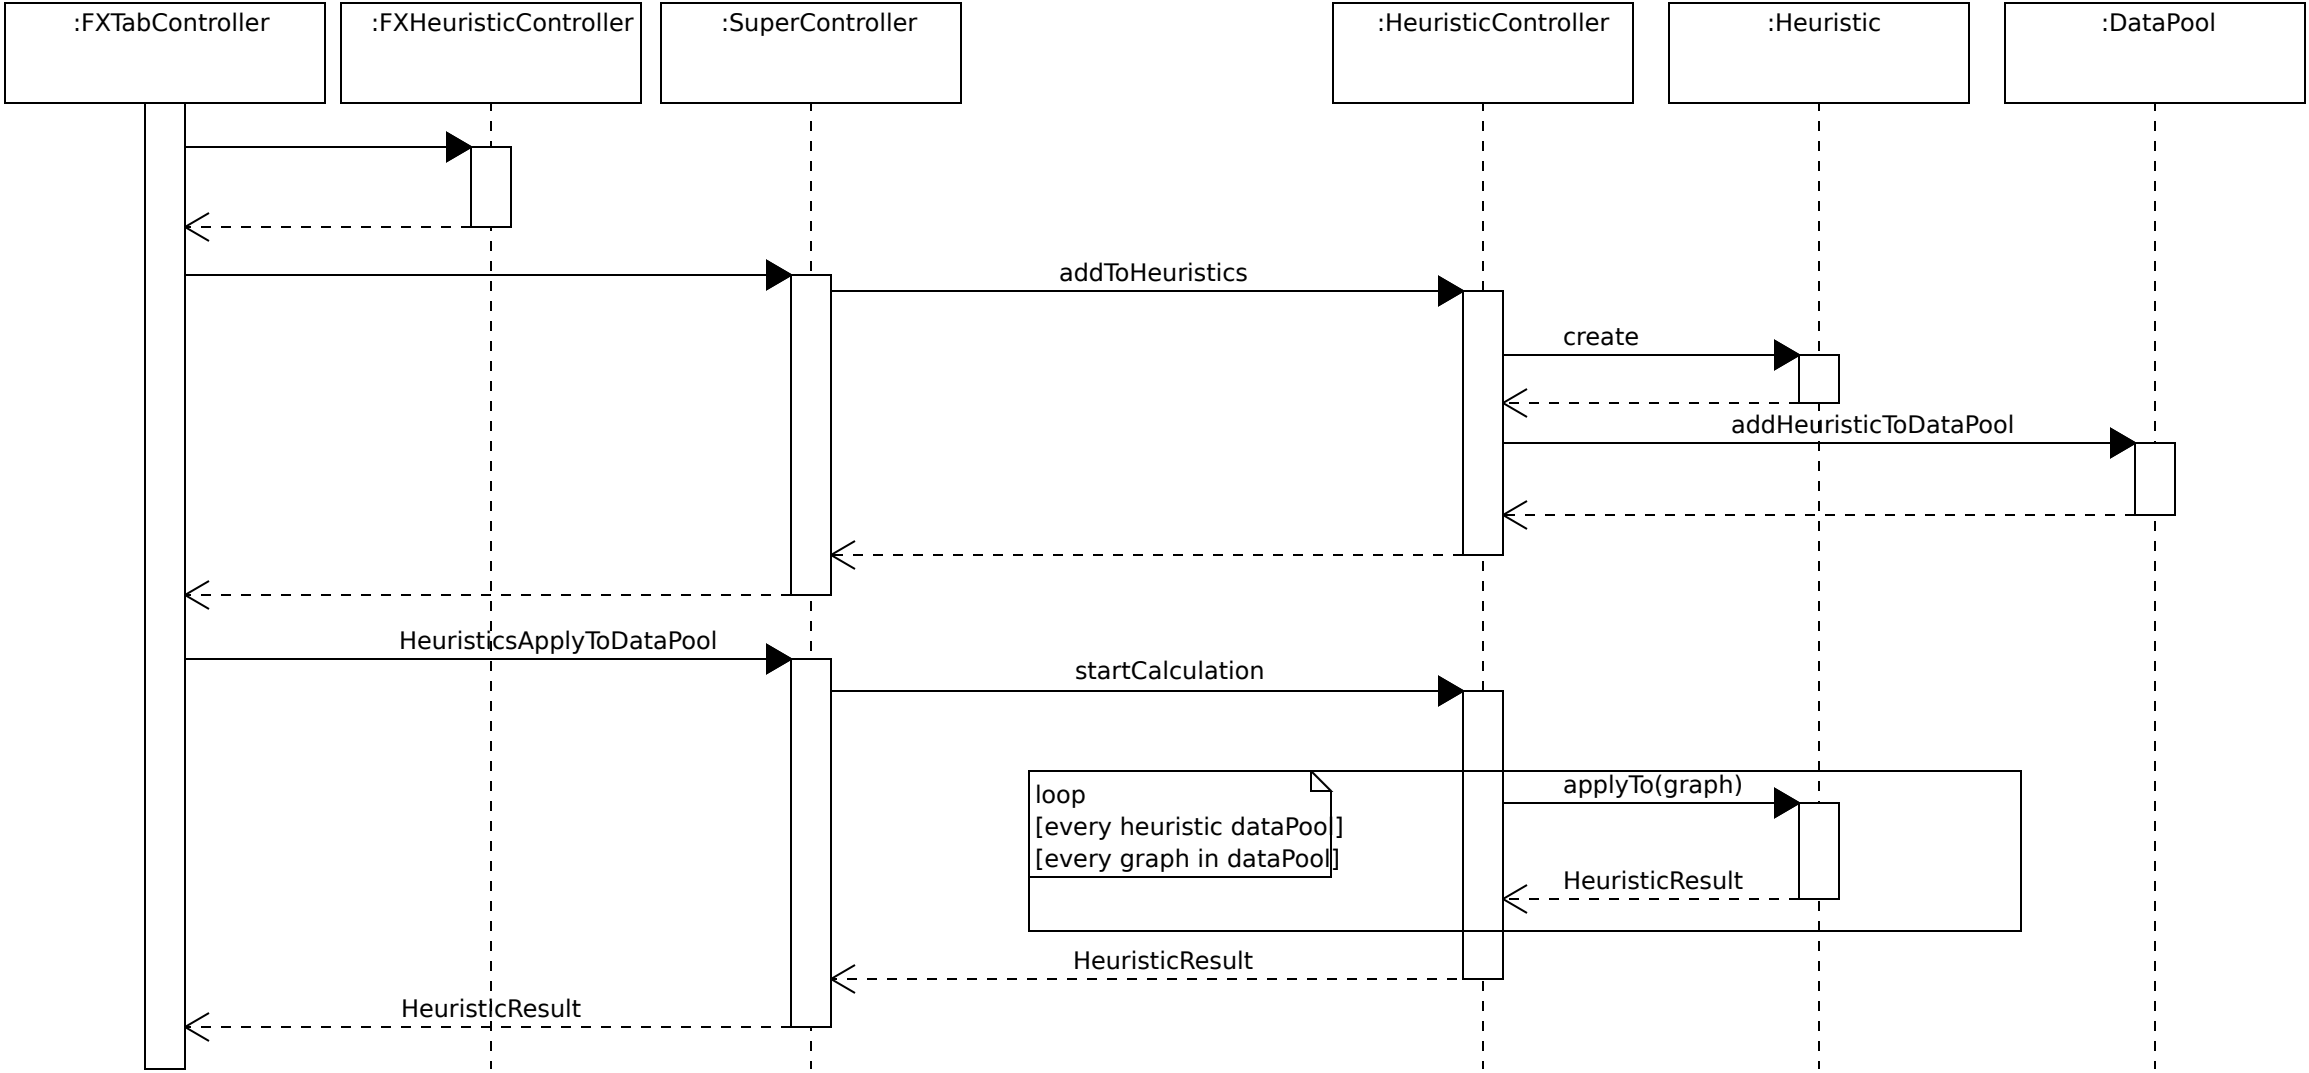 :FXTabController
:FXHeuristicController
:SuperController
:HeuristicController
:Heuristic
:DataPool
addToHeuristics
create
addHeuristicToDataPool
HeuristicsApplyToDataPool
startCalculation
applyTo(graph)
loop
[every heuristic dataPool]
[every graph in dataPool]
HeuristicResult
HeuristicResult
HeuristicResult